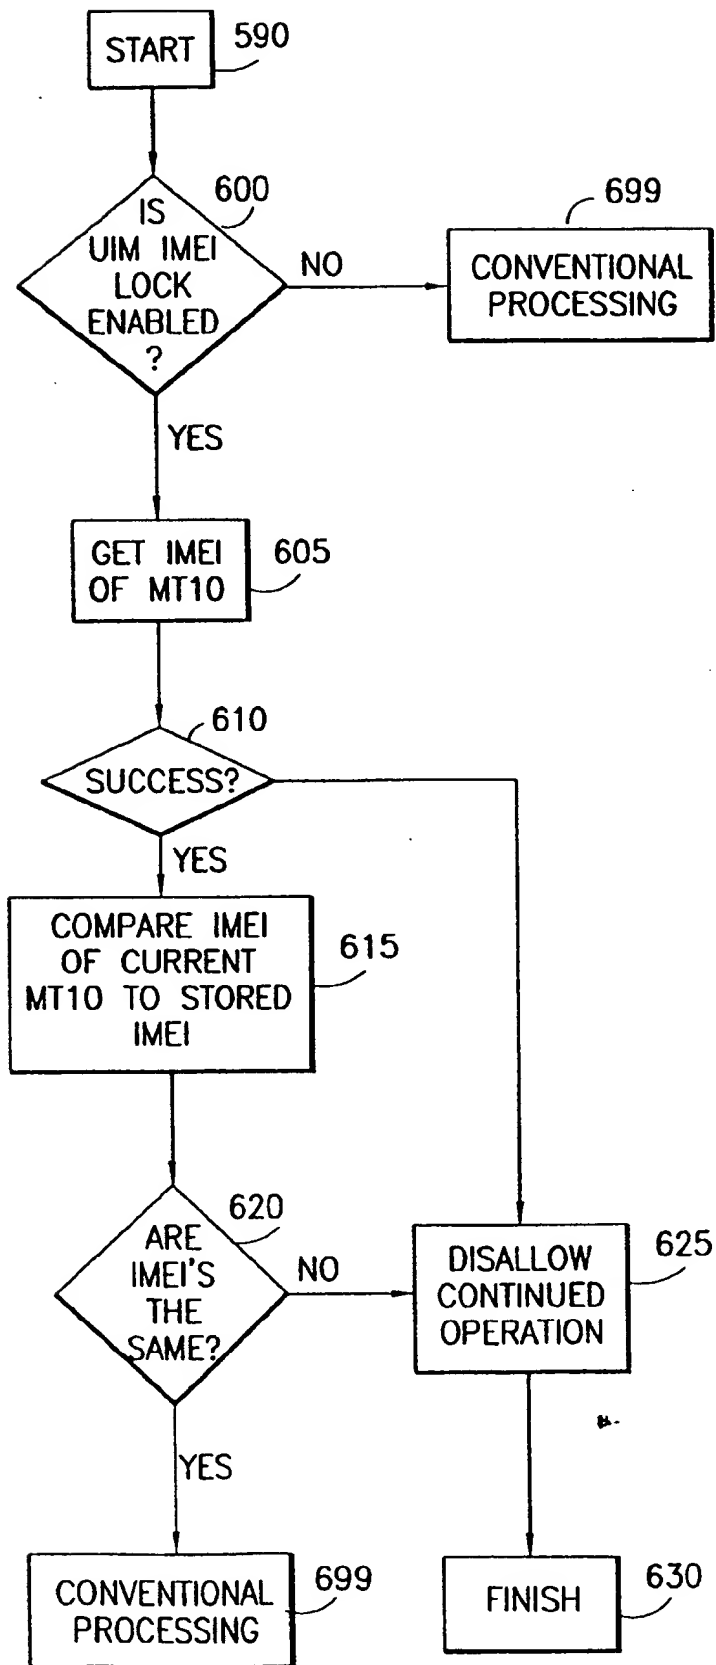 START
590
600
IS
UIM IMEI
LOCK
ENABLED
?
NO
699
CONVENTIONAL
PROCESSING
YES
GET IMEI
OF MT10
605
610
SUCCESS?
YES
COMPARE IMEI
OF CURRENT
MT10 TO STORED
IMEI
615
620
ARE
IMEI'S
THE
SAME?
NO
DISALLOW
CONTINUED
OPERATION
625
YES
CONVENTIONAL
PROCESSING
699
FINISH
630